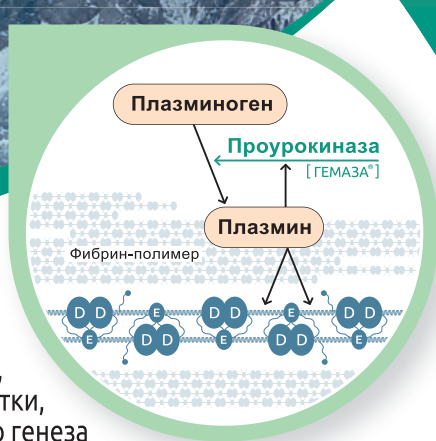 Плазминоген
Проурокиназа
[ ГЕМАЗА® ]
Плазмин
Фибрин-полимер
E E
D D D D D D D D D D
E E E
тки,
генеза